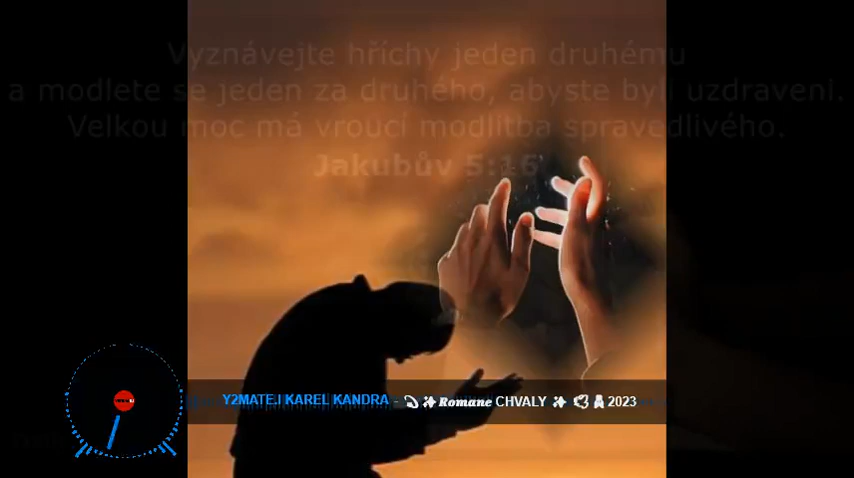 Vyznávejte hříchy jeden druhému
a modlete se jeden za druhého, abyste byli uzdraveni.
Velkou moc má vroucí modlitba spravedlivého.
Jakubův 5:16
Y2MATE.I KAREL KANDRA - Romane CHVALY 2023